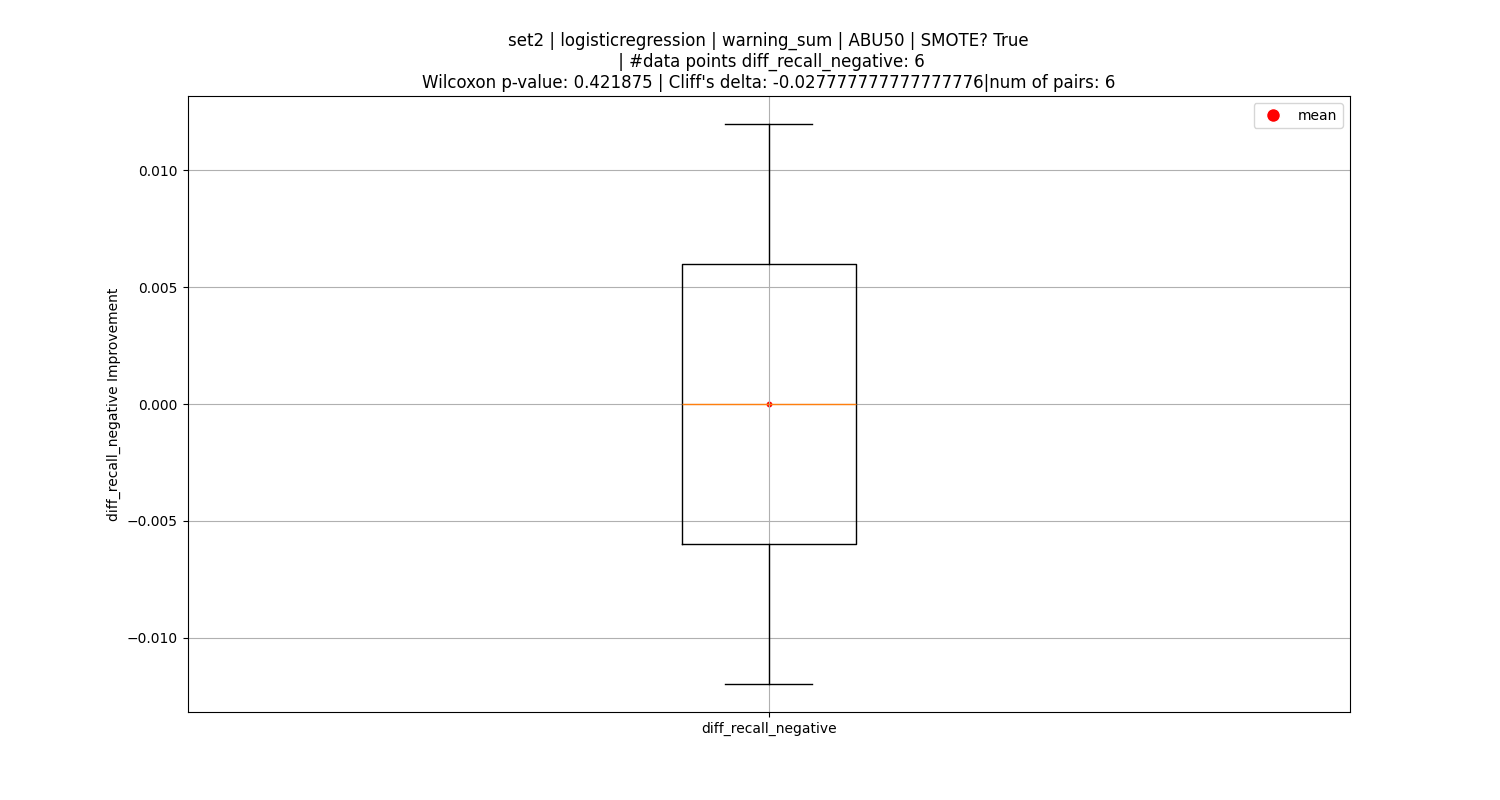 set2 | logisticregression | warning_sum | ABU50 | SMOTE? True
| #data points diff_recall_negative: 6
Wilcoxon p-value: 0.421875 | Cliff's delta: -0.027777777777777776|num of pairs: 6
mean
0.010
0.005
0.000
−0.005
−0.010
diff_recall_negative Improvement
diff_recall_negative